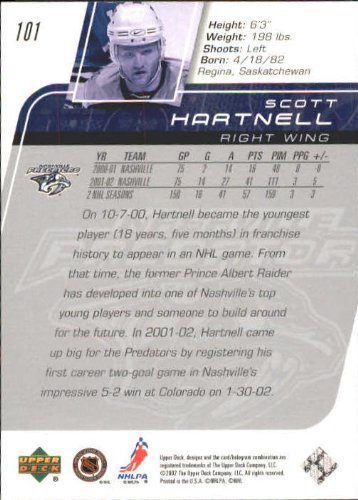 101
Height: 6'3"
Weight: 198 lbs.
Shoots: Left
Born: 4/18/82
Regina, Saskatchewan
SCOTT
HARTNELL
RIGHT WING
YR TEAM GP G A PTS PIM PPG +/-
2000-01 NASHVILLE 75 2 14 16 48 0 -8
2001-02 NASHVILLE 75 14 27 41 111 3 5
2 NHL SEASONS 150 16 41 57 159 3
NASHVILLE
PREDATORS
On 10-7-00, Hartnell became the youngest
player (18 years, five months) in franchise
history to appear in an NHL game. From
that time, the former Prince Albert Raider
has developed into one of Nashville's top
young players and someone to build around
for the future. In 2001-02, Hartnell came
up big for the Predators by registering his
first career two-goal game in Nashville's
impressive 5-2 win at Colorado on 1-30-02.
UPPER
DECK
NHLPA
Upper Deck, designs and the card/hologram combination are
registered trademarks of The Upper Deck Company, LLC.
©2002 The Upper Deck Company, LLC. All rights reserved.
Printed in the U.S.A. ©NHLPA, ©NHL.